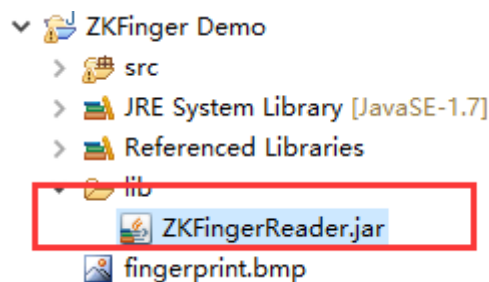 ZKFinger Demo
src
JRE System Library [JavaSE-1.7]
Referenced Libraries
lib
ZKFingerReader.jar
fingerprint.bmp